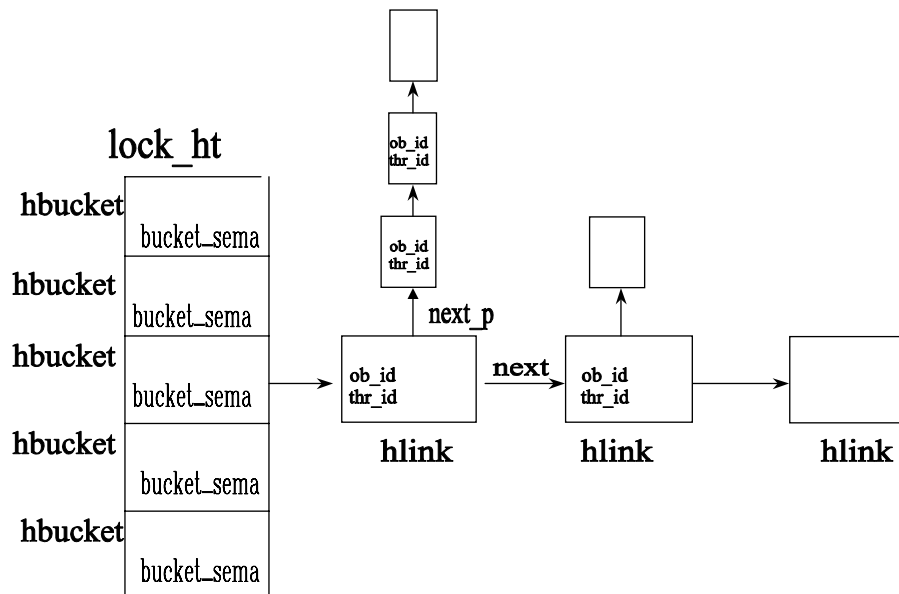 lock_ht
hbucket
bucket_sema
hbucket
bucket_sema
hbucket
bucket_sema
hbucket
bucket_sema
hbucket
bucket_sema
ob_id
thr_id
ob_id
thr_id
next_p
ob_id
thr_id
hlink
next
ob_id
thr_id
hlink
hlink